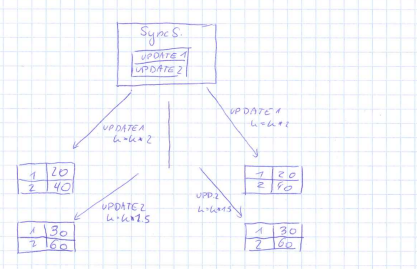 SyncS.
UPDATE 1
UPDATE 2
UPDATE 1
k=k*2
UPDATE 1
k=k*2
1 20
2 40
1 20
2 40
UPDATE 2
k=k*1.5
UPD.2
k=k*1.5
1 30
2 60
1 30
2 60